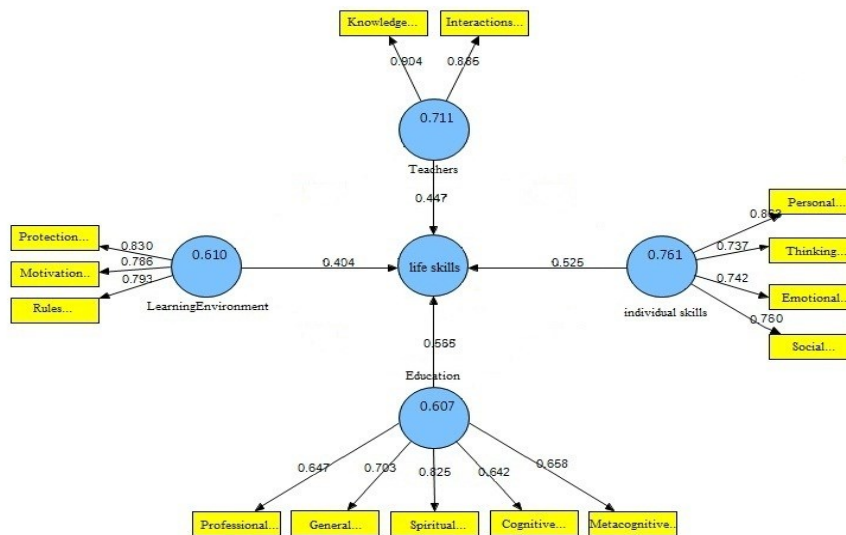 Knowledge... Interactions...
0.904 0.885
0.711
Teachers
0.447
Personal...
0.863
Protection...
0.830
0.610
0.737
Thinking...
0.761
Motivation..
0.786
0.404
life skills
0.525
0.742
Emotional...
0.793
Rules...
LearningEnvironment
individual skills
0.760
Social...
0.565
Education
0.607
0.647 0.703 0.825 0.642 0.658
Professional... General... Spiritual... Cognitive... Metacognitive..